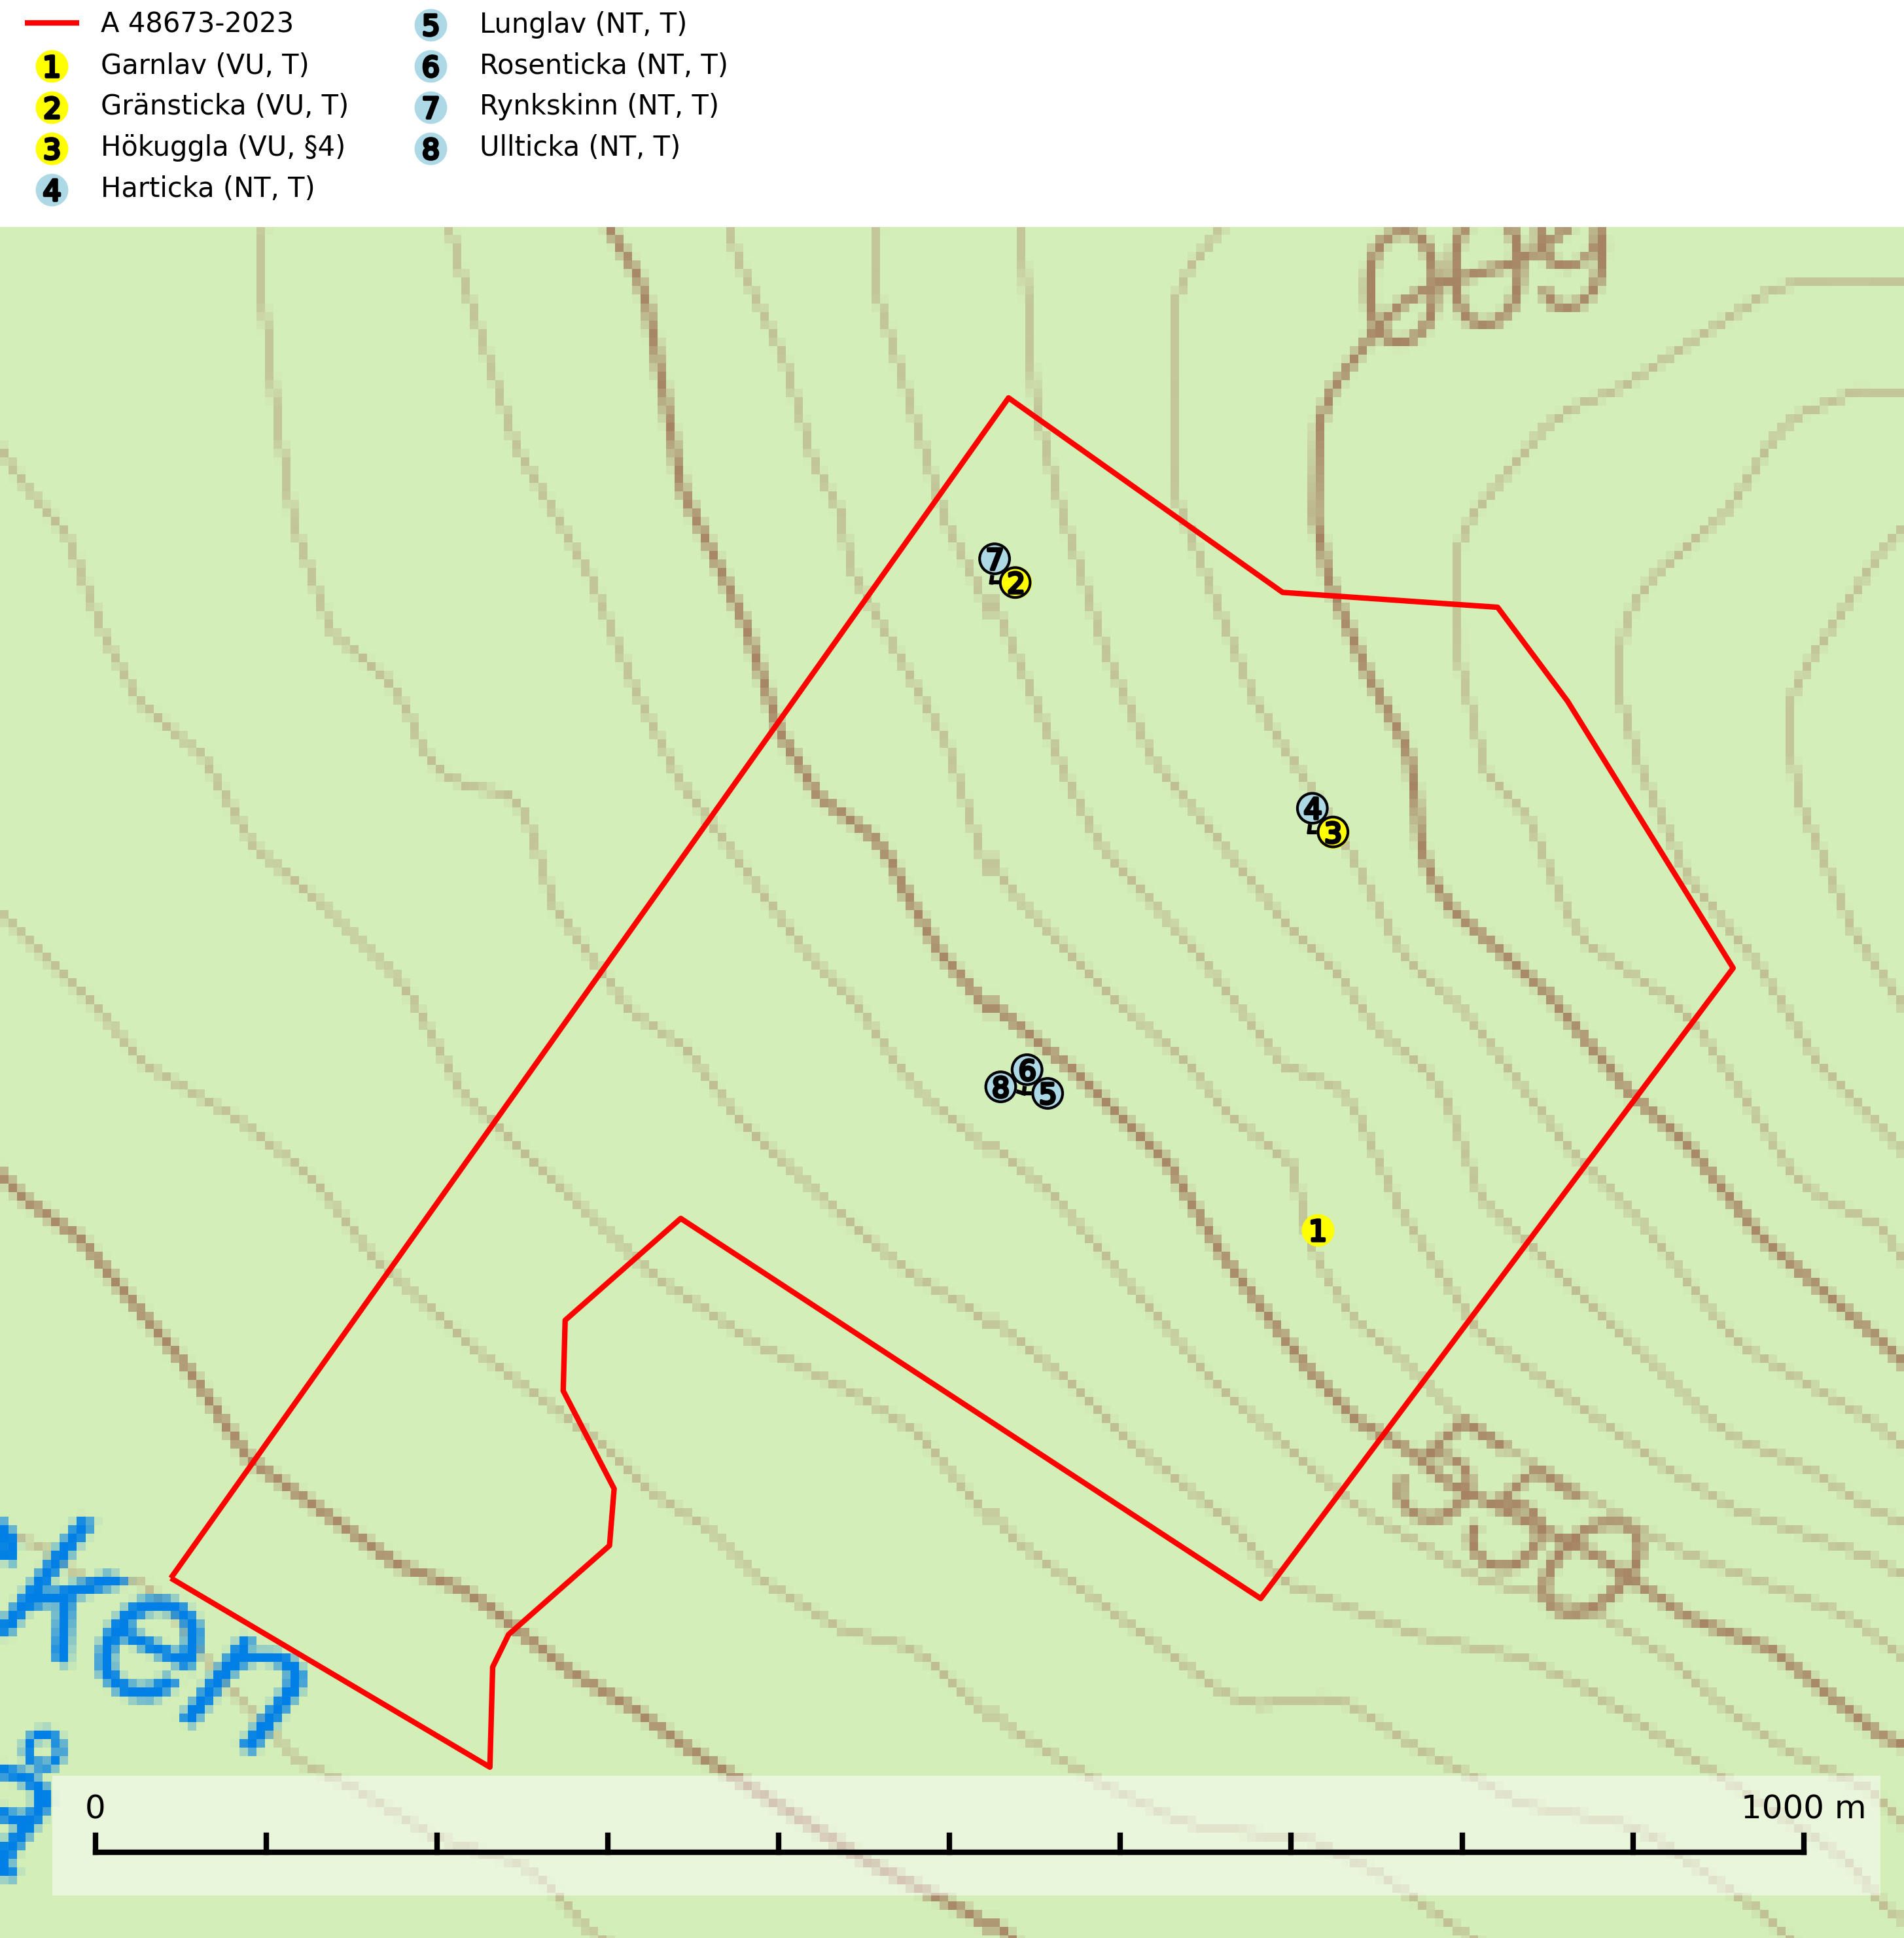 A 48673-2023
1 Garnlav (VU, T)
2 Gränsticka (VU, T)
3 Hökuggla (VU, §4)
4 Harticka (NT, T)
5 Lunglav (NT, T)
6 Rosenticka (NT, T)
7 Rynkskinn (NT, T)
8 Ullticka (NT, T)
7
2
4
3
6
8
5
1
550
ken
0
1000 m